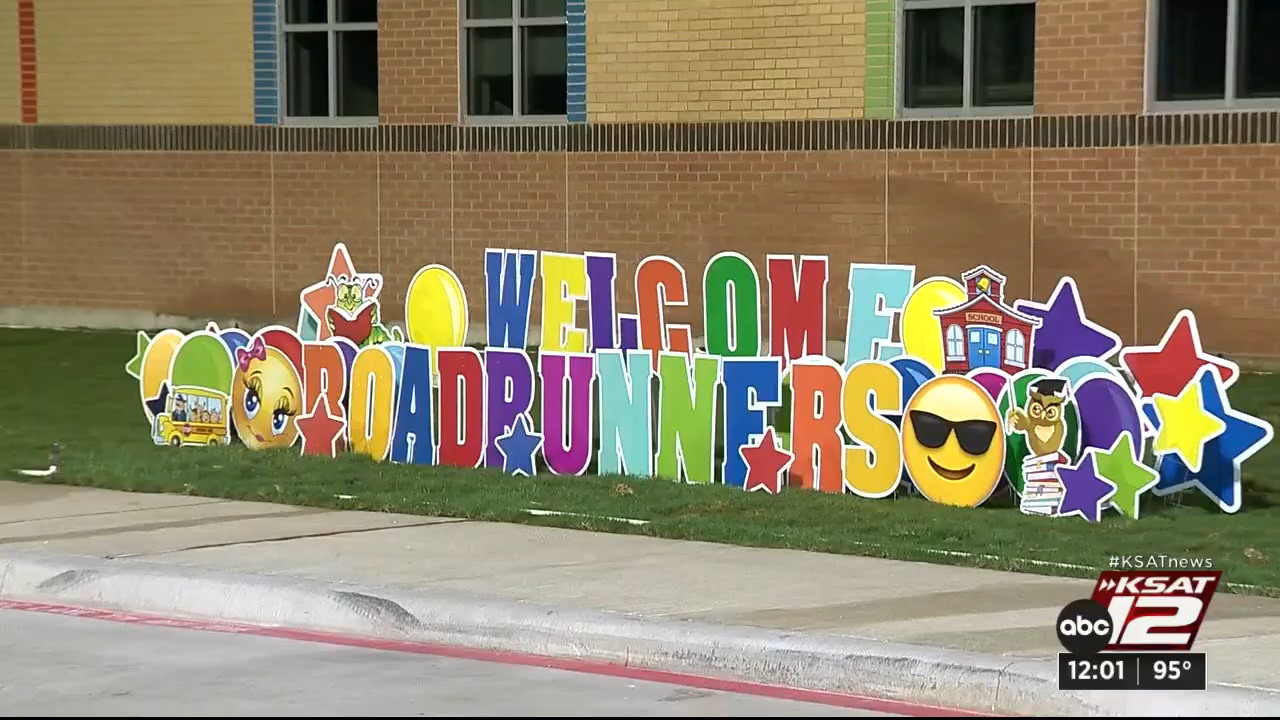 WELCOME
SCHOOL
ROADRUNNERS
#KSATnews
KSAT
abc 12
12:01 95°